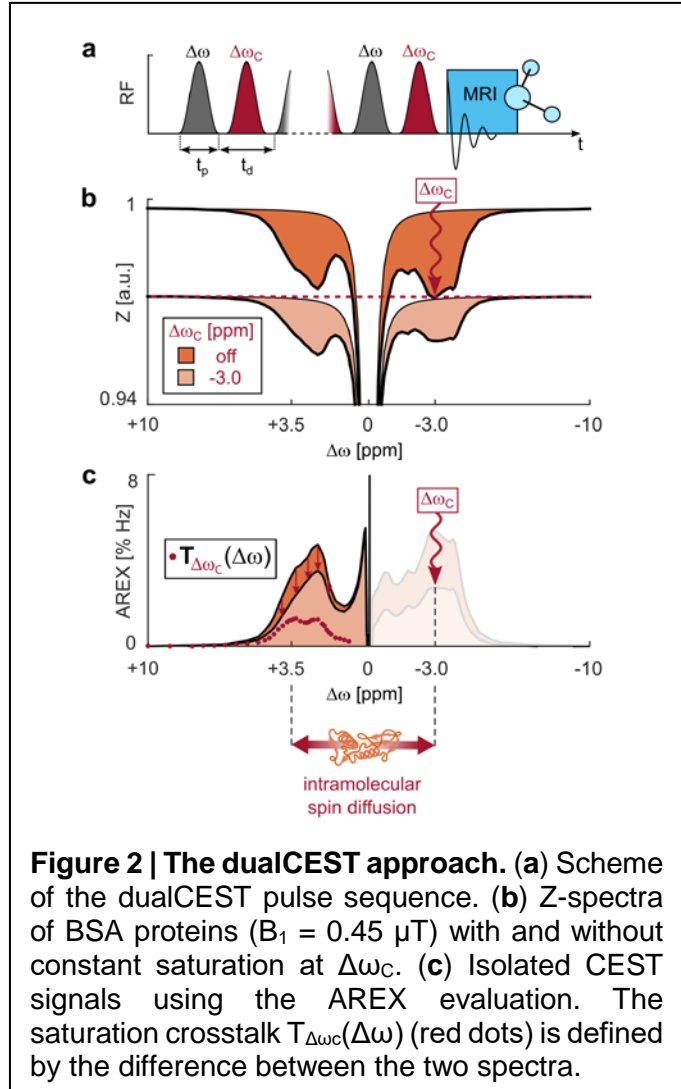 a
Δω Δω_C Δω Δω_C
RF
MRI
t
t_p t_d
b
1
Δω_C
Z [a.u.]
Δω_C [ppm]
off
-3.0
0.94
+10 +3.5 0 -3.0 -10
Δω [ppm]
c
8
Δω_C
• T_Δω_C(Δω)
AREX [% Hz]
0
+10 +3.5 0 -3.0 -10
Δω [ppm]
intramolecular
spin diffusion
Figure 2 | The dualCEST approach. (a) Scheme
of the dualCEST pulse sequence. (b) Z-spectra
of BSA proteins (B₁ = 0.45 µT) with and without
constant saturation at Δω_C. (c) Isolated CEST
signals using the AREX evaluation. The
saturation crosstalk T_Δωc(Δω) (red dots) is defined
by the difference between the two spectra.